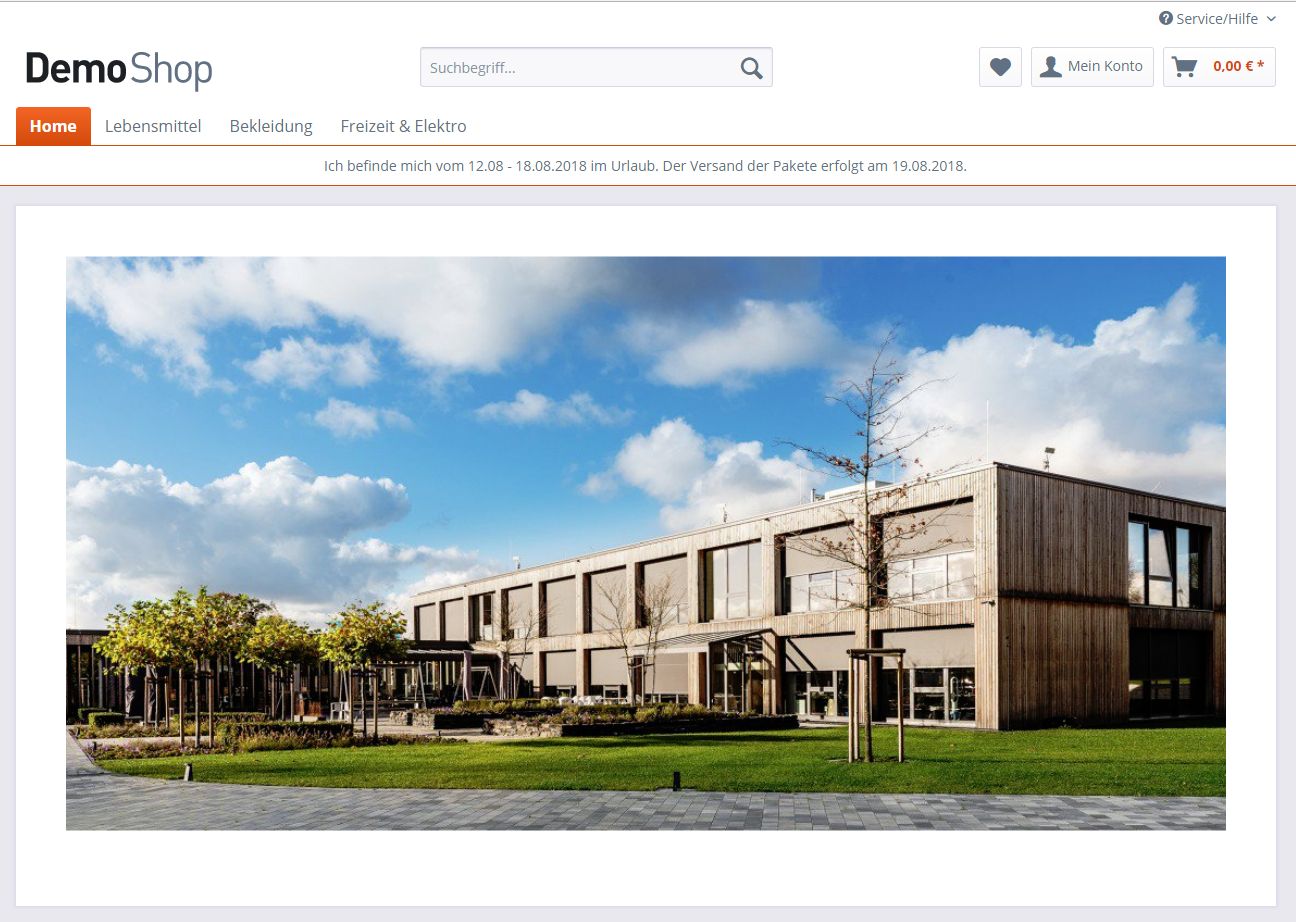 Service/Hilfe
DemoShop
Suchbegriff...
Mein Konto
0,00 € *
Home Lebensmittel Bekleidung Freizeit & Elektro
Ich befinde mich vom 12.08 - 18.08.2018 im Urlaub. Der Versand der Pakete erfolgt am 19.08.2018.